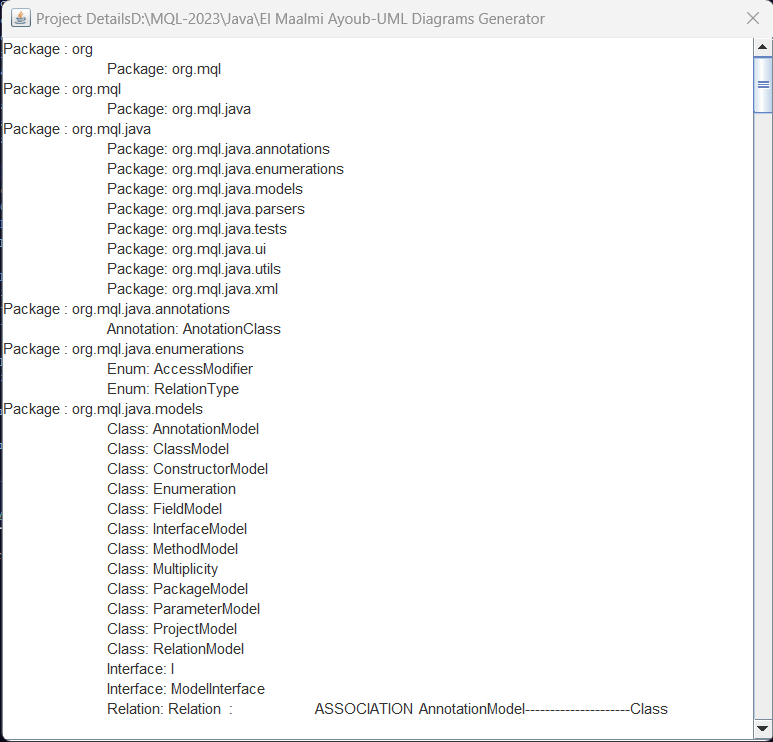 Project DetailsD:\MQL-2023\Java\El Maalmi Ayoub-UML Diagrams Generator
Package : org
Package: org.mql
Package : org.mql
Package: org.mql.java
Package : org.mql.java
Package: org.mql.java.annotations
Package: org.mql.java.enumerations
Package: org.mql.java.models
Package: org.mql.java.parsers
Package: org.mql.java.tests
Package: org.mql.java.ui
Package: org.mql.java.utils
Package: org.mql.java.xml
Package : org.mql.java.annotations
Annotation: AnotationClass
Package : org.mql.java.enumerations
Enum: AccessModifier
Enum: RelationType
Package : org.mql.java.models
Class: AnnotationModel
Class: ClassModel
Class: ConstructorModel
Class: Enumeration
Class: FieldModel
Class: InterfaceModel
Class: MethodModel
Class: Multiplicity
Class: PackageModel
Class: ParameterModel
Class: ProjectModel
Class: RelationModel
Interface: I
Interface: ModelInterface
Relation: Relation : ASSOCIATION AnnotationModel---------------------Class